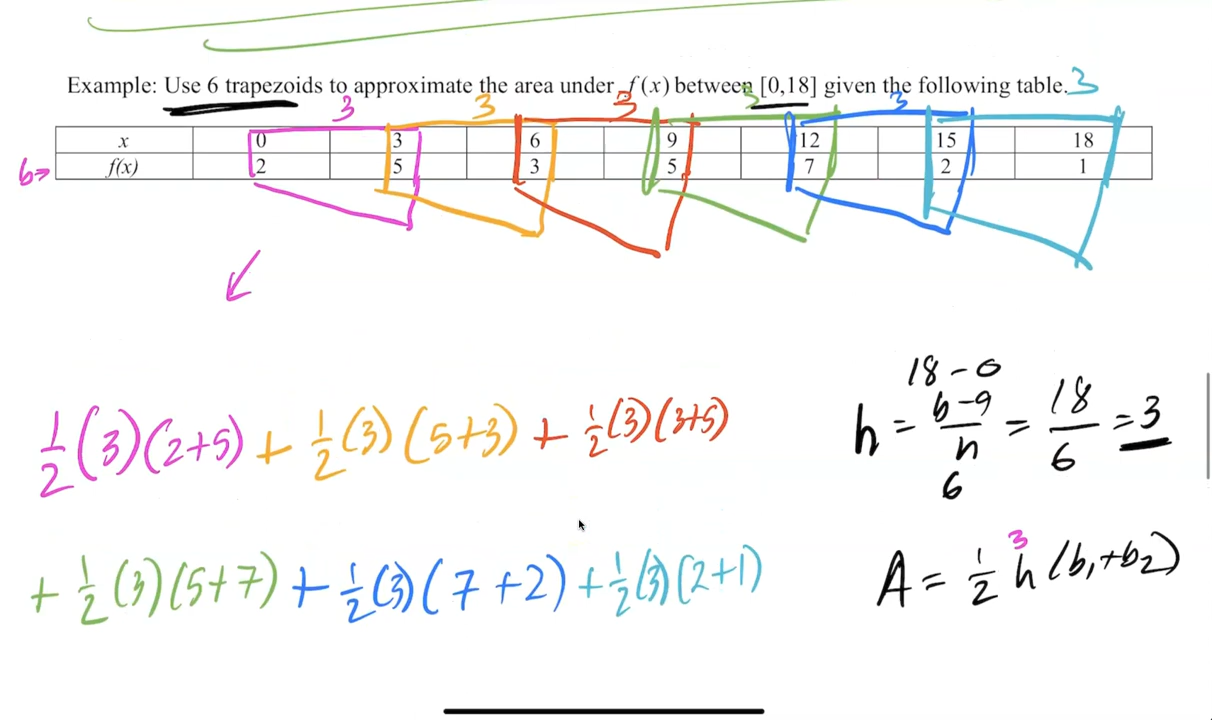 Example: Use 6 trapezoids to approximate the area under f(x) between [0,18] given the following table. 3
3 3 3 3 3
x 0 3 6 9 12 15 18
6→ f(x) 2 5 3 5 7 2 1
18-0
h = b-a/n = 18/6 = 3
6
1/2(3)(2+5) + 1/2(3)(5+3) + 1/2(3)(3+5)
3
A = 1/2 h (b₁+b₂)
+ 1/2(3)(5+7) + 1/2(3)(7+2) + 1/2(3)(2+1)